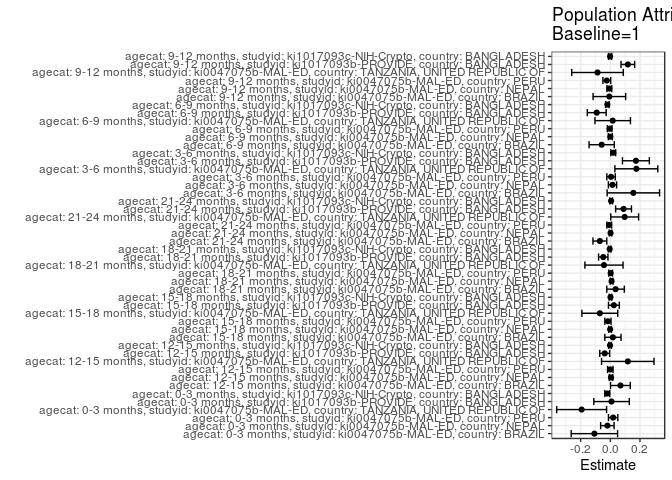 Population Attri
Baseline=1
agecat: 9-12 months, studyid: ki1017093c-NIH-Crypto, country: BANGLADESH
agecat: 9-12 months, studyid: ki1017093b-PROVIDE, country: BANGLADESH
agecat: 9-12 months, studyid: ki0047075b-MAL-ED, country: TANZANIA, UNITED REPUBLIC OF
agecat: 9-12 months, studyid: ki0047075b-MAL-ED, country: PERU
agecat: 9-12 months, studyid: ki0047075b-MAL-ED, country: NEPAL
agecat: 9-12 months, studyid: ki0047075b-MAL-ED, country: BRAZIL
agecat: 6-9 months, studyid: ki1017093c-NIH-Crypto, country: BANGLADESH
agecat: 6-9 months, studyid: ki1017093b-PROVIDE, country: BANGLADESH
agecat: 6-9 months, studyid: ki0047075b-MAL-ED, country: TANZANIA, UNITED REPUBLIC OF
agecat: 6-9 months, studyid: ki0047075b-MAL-ED, country: PERU
agecat: 6-9 months, studyid: ki0047075b-MAL-ED, country: NEPAL
agecat: 6-9 months, studyid: ki0047075b-MAL-ED, country: BRAZIL
agecat: 3-6 months, studyid: ki1017093c-NIH-Crypto, country: BANGLADESH
agecat: 3-6 months, studyid: ki1017093b-PROVIDE, country: BANGLADESH
agecat: 3-6 months, studyid: ki0047075b-MAL-ED, country: TANZANIA, UNITED REPUBLIC OF
agecat: 3-6 months, studyid: ki0047075b-MAL-ED, country: PERU
agecat: 3-6 months, studyid: ki0047075b-MAL-ED, country: NEPAL
agecat: 3-6 months, studyid: ki0047075b-MAL-ED, country: BRAZIL
agecat: 21-24 months, studyid: ki1017093c-NIH-Crypto, country: BANGLADESH
agecat: 21-24 months, studyid: ki1017093b-PROVIDE, country: BANGLADESH
agecat: 21-24 months, studyid: ki0047075b-MAL-ED, country: TANZANIA, UNITED REPUBLIC OF
agecat: 21-24 months, studyid: ki0047075b-MAL-ED, country: PERU
agecat: 21-24 months, studyid: ki0047075b-MAL-ED, country: NEPAL
agecat: 21-24 months, studyid: ki0047075b-MAL-ED, country: BRAZIL
agecat: 18-21 months, studyid: ki1017093c-NIH-Crypto, country: BANGLADESH
agecat: 18-21 months, studyid: ki1017093b-PROVIDE, country: BANGLADESH
agecat: 18-21 months, studyid: ki0047075b-MAL-ED, country: TANZANIA, UNITED REPUBLIC OF
agecat: 18-21 months, studyid: ki0047075b-MAL-ED, country: PERU
agecat: 18-21 months, studyid: ki0047075b-MAL-ED, country: NEPAL
agecat: 18-21 months, studyid: ki0047075b-MAL-ED, country: BRAZIL
agecat: 15-18 months, studyid: ki1017093c-NIH-Crypto, country: BANGLADESH
agecat: 15-18 months, studyid: ki1017093b-PROVIDE, country: BANGLADESH
agecat: 15-18 months, studyid: ki0047075b-MAL-ED, country: TANZANIA, UNITED REPUBLIC OF
agecat: 15-18 months, studyid: ki0047075b-MAL-ED, country: PERU
agecat: 15-18 months, studyid: ki0047075b-MAL-ED, country: NEPAL
agecat: 15-18 months, studyid: ki0047075b-MAL-ED, country: BRAZIL
agecat: 12-15 months, studyid: ki1017093c-NIH-Crypto, country: BANGLADESH
agecat: 12-15 months, studyid: ki1017093b-PROVIDE, country: BANGLADESH
agecat: 12-15 months, studyid: ki0047075b-MAL-ED, country: TANZANIA, UNITED REPUBLIC OF
agecat: 12-15 months, studyid: ki0047075b-MAL-ED, country: PERU
agecat: 12-15 months, studyid: ki0047075b-MAL-ED, country: NEPAL
agecat: 12-15 months, studyid: ki0047075b-MAL-ED, country: BRAZIL
agecat: 0-3 months, studyid: ki1017093c-NIH-Crypto, country: BANGLADESH
agecat: 0-3 months, studyid: ki1017093b-PROVIDE, country: BANGLADESH
agecat: 0-3 months, studyid: ki0047075b-MAL-ED, country: TANZANIA, UNITED REPUBLIC OF
agecat: 0-3 months, studyid: ki0047075b-MAL-ED, country: PERU
agecat: 0-3 months, studyid: ki0047075b-MAL-ED, country: NEPAL
agecat: 0-3 months, studyid: ki0047075b-MAL-ED, country: BRAZIL
-0.2 0.0 0.2
Estimate